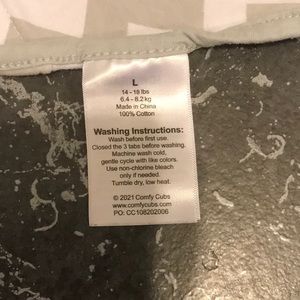 L
14 - 18 lbs
6.4 - 8.2 kg
Made in China
100% Cotton
Washing Instructions:
Wash before first use.
Closed the 3 tabs before washing.
Machine wash cold,
gentle cycle with like colors.
Use non-chlorine bleach
only if needed.
Tumble dry, low heat.
© 2021 Comfy Cubs
www.comfycubs.com
PO: CC108202006